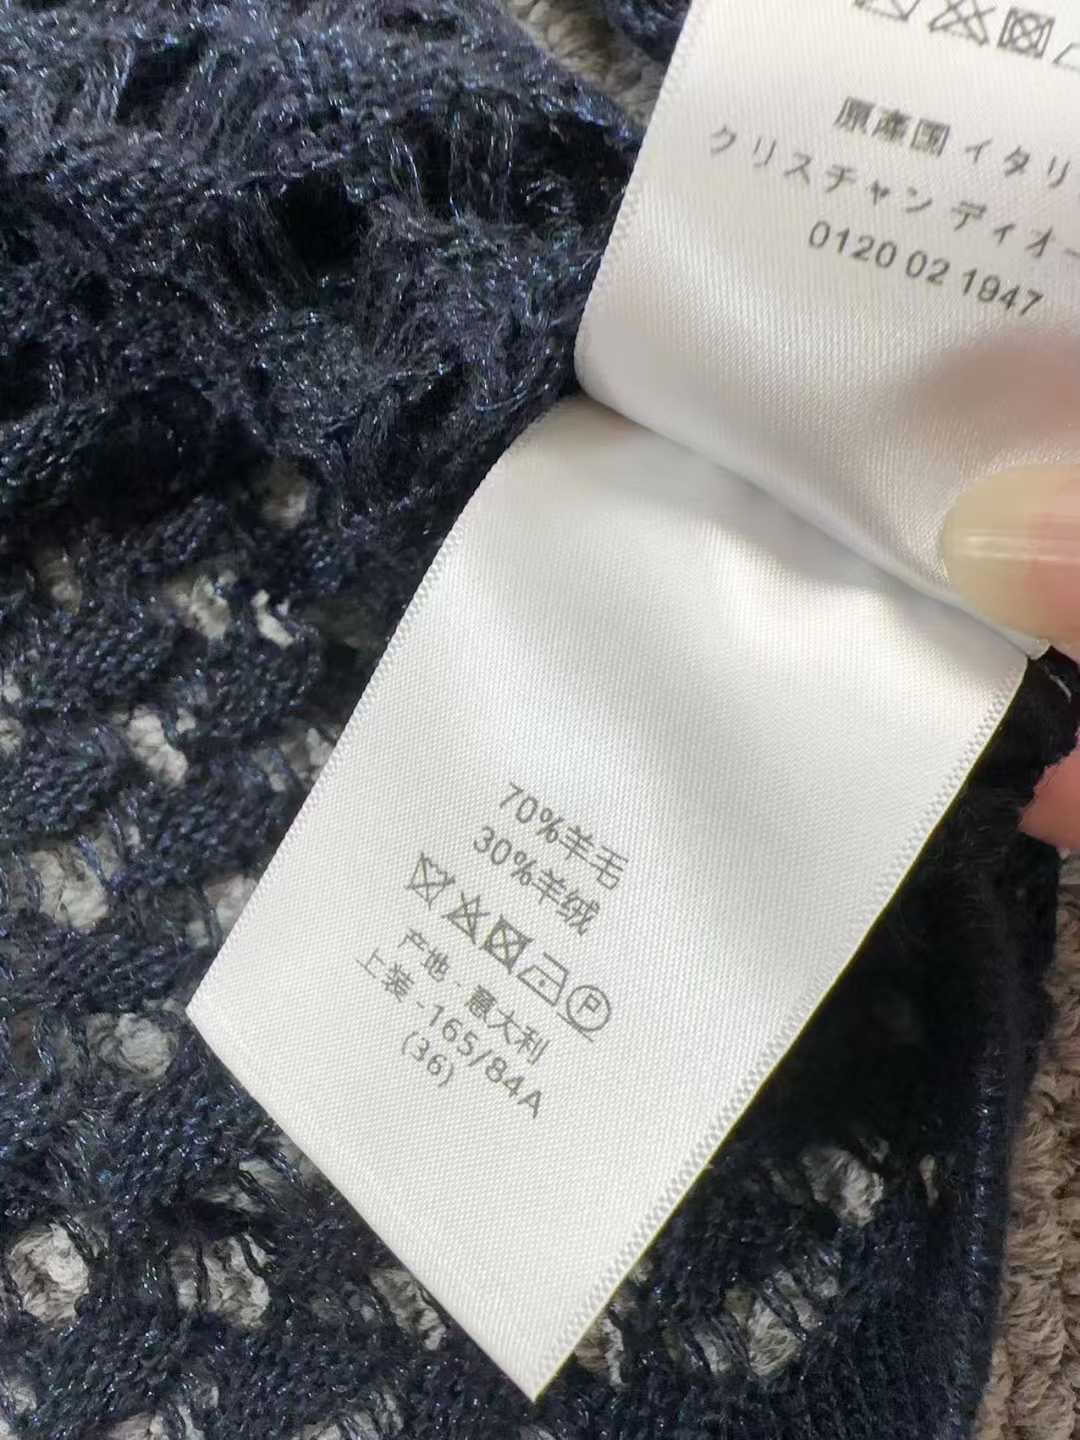 原產国 イタリ
クリスチャン ディオー
0120 02 1947
70%羊毛
30%羊绒
P
产地 - 意大利
上装 - 165/84A
(36)